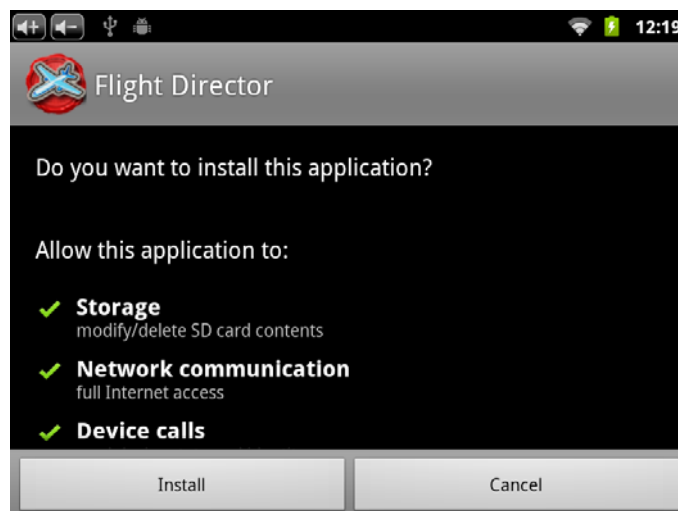 12:19
Flight Director
Do you want to install this application?
Allow this application to:
Storage
modify/delete SD card contents
Network communication
full Internet access
Device calls
Install
Cancel